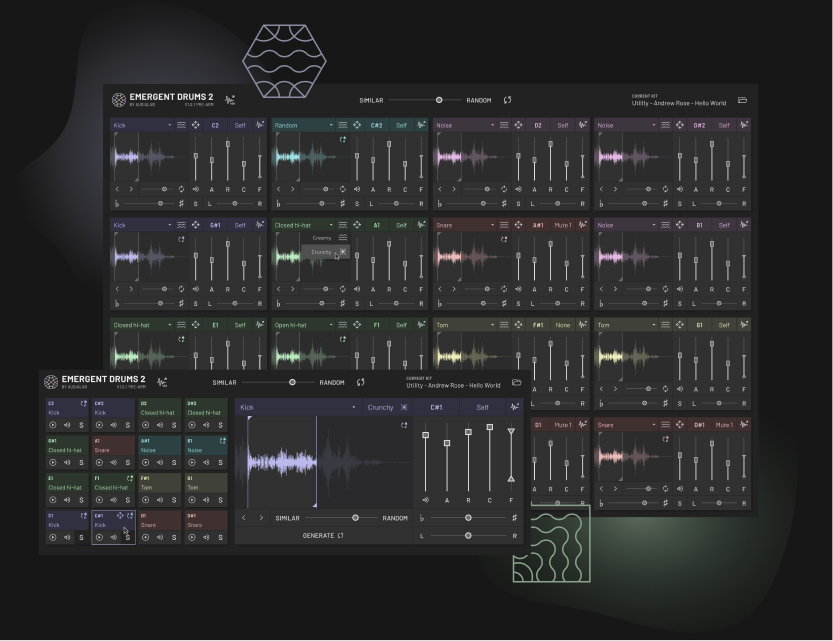 EMERGENT DRUMS 2
BY AUDIALAB V1.0.1 PRE-ARM
SIMILAR RANDOM
CURRENT KIT
Utility - Andrew Rose - Hello World
Kick C2 Self
Random C#2 Self
Noise D2 Self
Noise D#2 Self
A R C F
A R C F
A R C F
A R C F
♭ ♯ S L R
♭ ♯ S L R
♭ ♯ S L R
♭ ♯ S L R
Kick G#1 Self
Closed hi-hat A1 Self
Snare A#1 Mute 1
Noise B1 Self
Creamy
Crunchy
A R C F
A R C F
A R C F
A R C F
♭ ♯ S L R
♭ ♯ S L R
♭ ♯ S L R
♭ ♯ S L R
Closed hi-hat E1 Self
Open hi-hat F1 Self
Tom F#1 None
Tom G1 Self
A R C F
A R C F
L R
♭ ♯ S L R
D1 Mute 1
Snare D#1 Mute 1
A R C F
A R C F
L R
♭ ♯ S L R
EMERGENT DRUMS 2
BY AUDIALAB V1.0.1 PRE-ARM
SIMILAR RANDOM
CURRENT KIT
Utility - Andrew Rose - Hello World
C2 C#2 D2 D#2
Kick Kick Closed hi-hat Closed hi-hat
S S S S
G#1 A1 A#1 B1
Closed hi-hat Snare Noise Noise
S S S S
E1 F1 F#1 G1
Closed hi-hat Closed hi-hat Tom Tom
S S S S
C1 C#1 D1 D#1
Kick Kick Snare Snare
S S S S
Kick Crunchy C#1 Self
A R C F
SIMILAR RANDOM
♭ ♯
GENERATE
L R